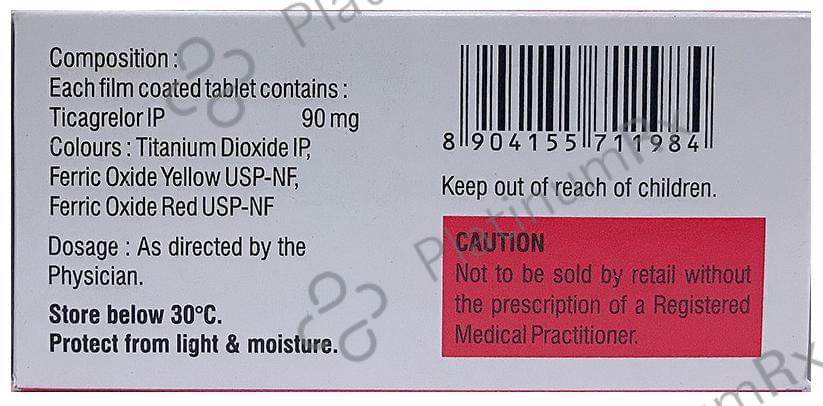 Composition :
Each film coated tablet contains :
Ticagrelor IP 90 mg
Colours : Titanium Dioxide IP,
Ferric Oxide Yellow USP-NF,
Ferric Oxide Red USP-NF
Dosage : As directed by the
Physician.
Store below 30°C.
Protect from light & moisture.
8 904155 711984
Keep out of reach of children.
CAUTION
Not to be sold by retail without
the prescription of a Registered
Medical Practitioner.
PlatinumRx